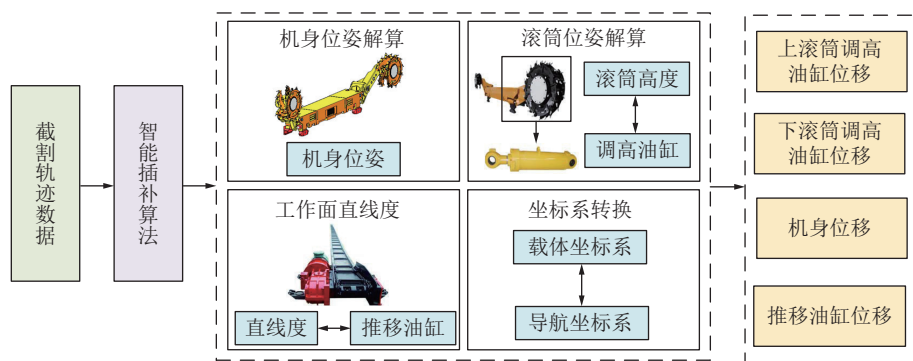 截割轨迹数据
智能插补算法
机身位姿解算
机身位姿
滚筒位姿解算
滚筒高度
调高油缸
工作面直线度
直线度
推移油缸
坐标系转换
载体坐标系
导航坐标系
上滚筒调高
油缸位移
下滚筒调高
油缸位移
机身位移
推移油缸位移